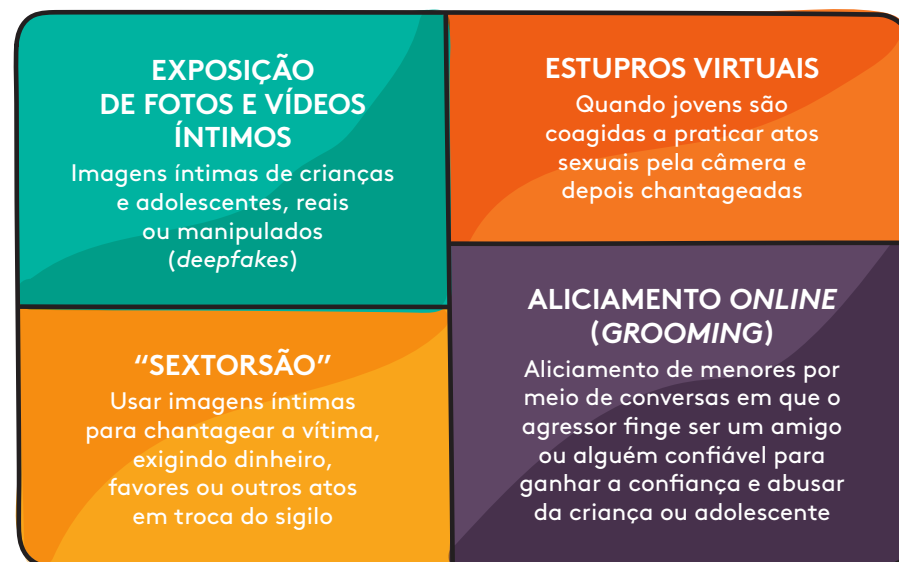 EXPOSIÇÃO
DE FOTOS E VÍDEOS
ÍNTIMOS
Imagens íntimas de crianças
e adolescentes, reais
ou manipulados
(deepfakes)
ESTUPROS VIRTUAIS
Quando jovens são
coagidas a praticar atos
sexuais pela câmera e
depois chantageadas
“SEXTORSÃO”
Usar imagens íntimas
para chantagear a vítima,
exigindo dinheiro,
favores ou outros atos
em troca do sigilo
ALICIAMENTO ONLINE
(GROOMING)
Aliciamento de menores por
meio de conversas em que o
agressor finge ser um amigo
ou alguém confiável para
ganhar a confiança e abusar
da criança ou adolescente